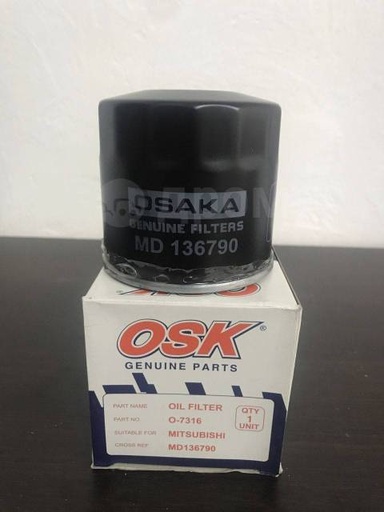 OSAKA
GENUINE FILTERS
MD 136790
OSK®
GENUINE PARTS
PART NAME OIL FILTER
PART NO O-7316
SUITABLE FOR MITSUBISHI
CROSS REF MD136790
QTY
1
UNIT